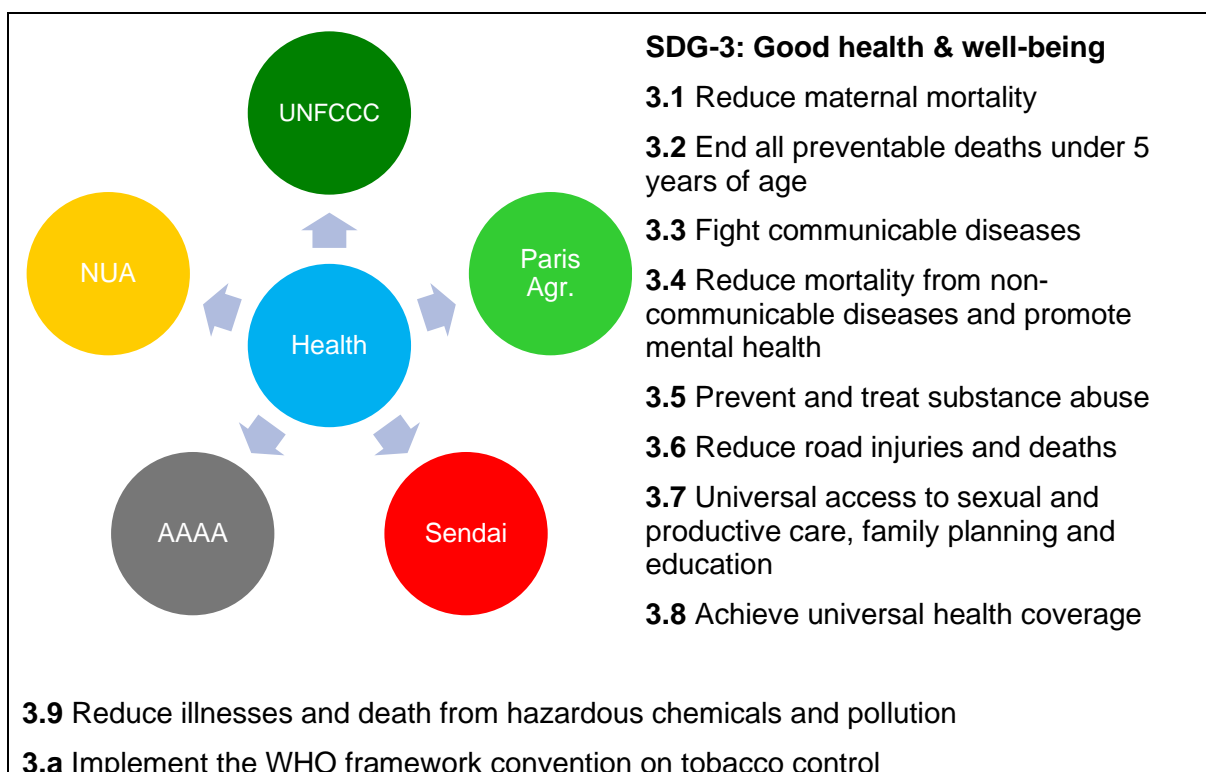 UNFCCC
NUA
Paris
Agr.
Health
AAAA
Sendai
SDG-3: Good health & well-being
3.1 Reduce maternal mortality
3.2 End all preventable deaths under 5
years of age
3.3 Fight communicable diseases
3.4 Reduce mortality from non-
communicable diseases and promote
mental health
3.5 Prevent and treat substance abuse
3.6 Reduce road injuries and deaths
3.7 Universal access to sexual and
productive care, family planning and
education
3.8 Achieve universal health coverage
3.9 Reduce illnesses and death from hazardous chemicals and pollution
3.a Implement the WHO framework convention on tobacco control